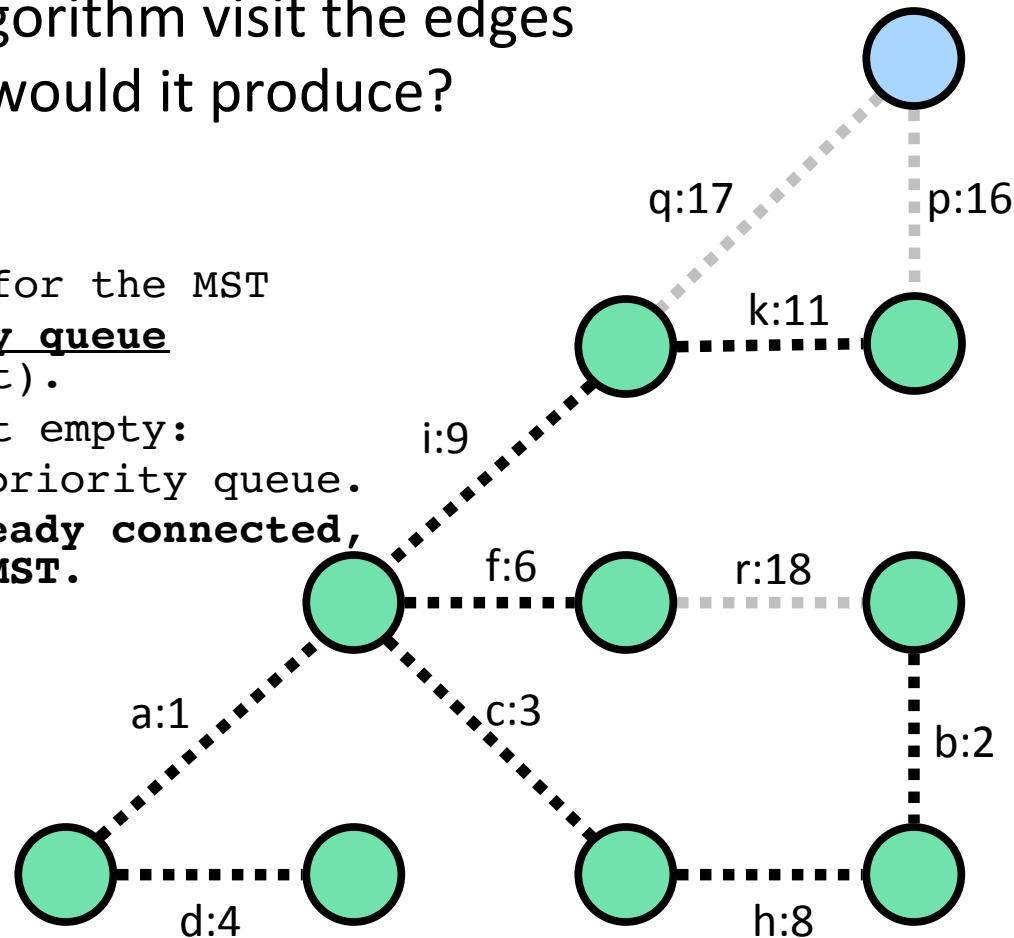 gorithm visit the edges
would it produce?
for the MST
y queue
t).
t empty:
priority queue.
eady connected,
MST.
q:17
p:16
k:11
i:9
f:6
r:18
a:1
c:3
b:2
d:4
h:8